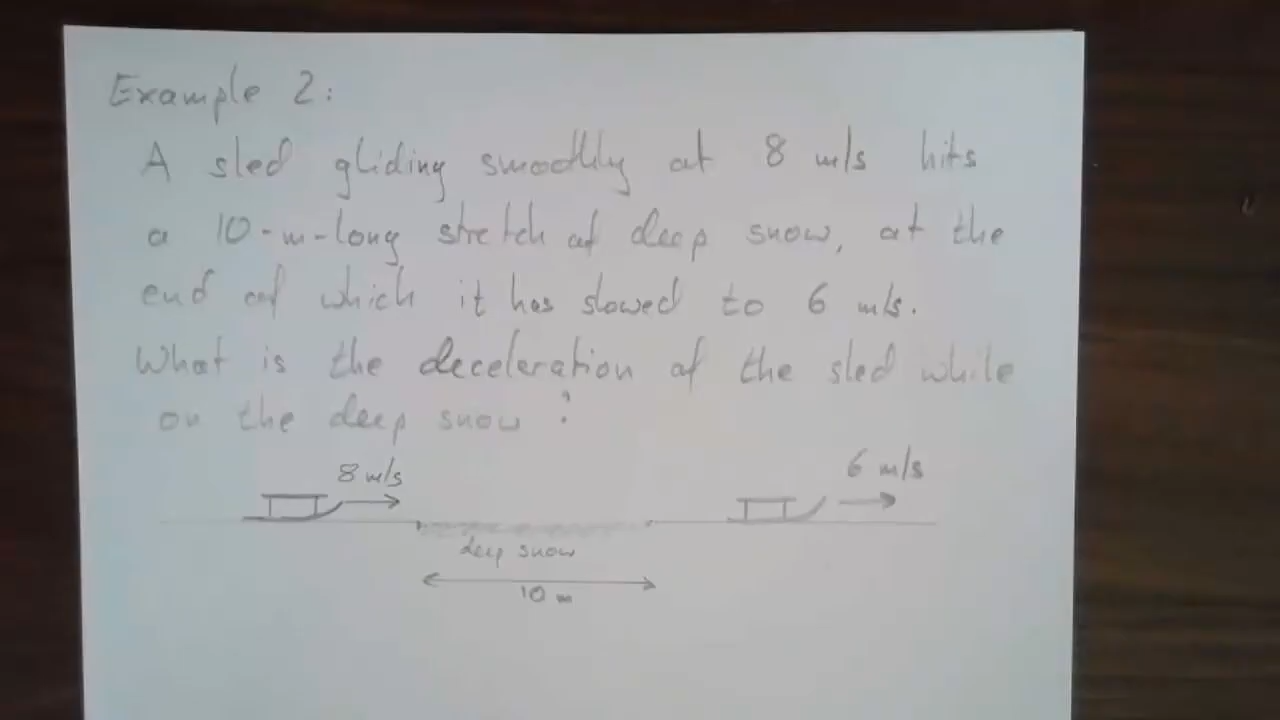 Example 2:
A sled gliding smoothly at 8 m/s hits
a 10-m-long stretch of deep snow, at the
end of which it has slowed to 6 m/s.
What is the deceleration of the sled while
on the deep snow?
8 m/s
6 m/s
deep snow
10 m